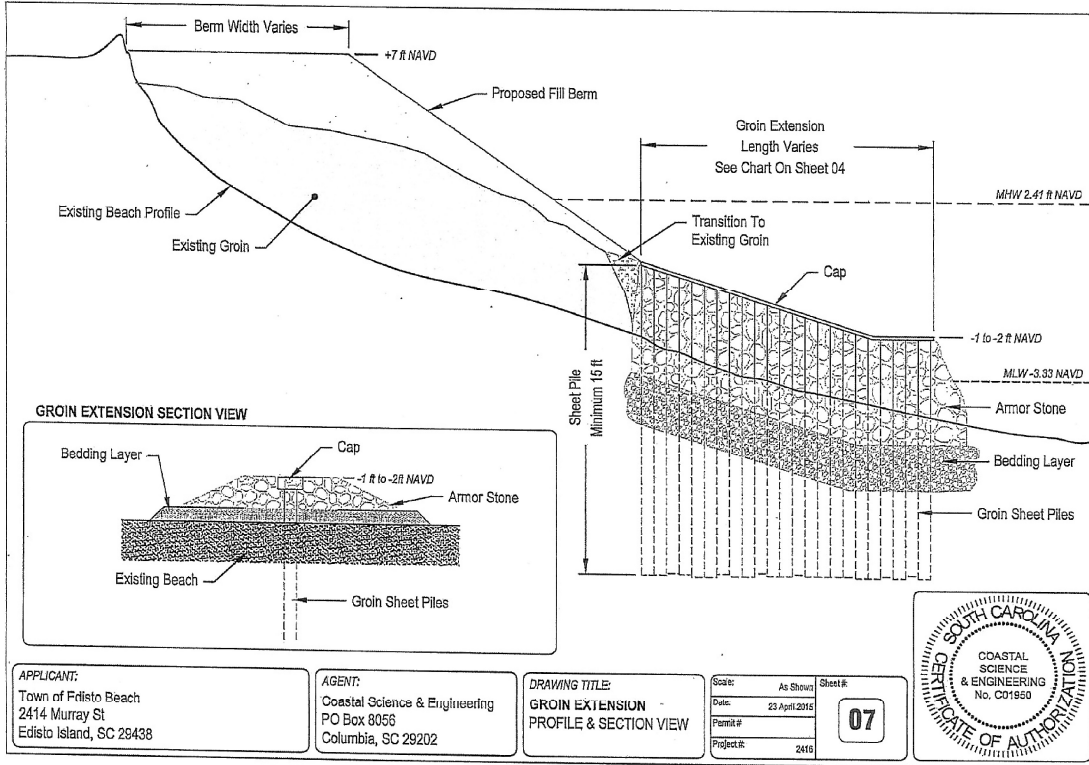 Berm Width Varies
+7 ft NAVD
Proposed Fill Berm
Groin Extension
Length Varies
See Chart On Sheet 04
MHW 2.41 ft NAVD
Existing Beach Profile
Existing Groin
Transition To
Existing Groin
Cap
-1 to -2 ft NAVD
MLW -3.33 NAVD
Sheet Pile
Minimum 15 ft
Armor Stone
Bedding Layer
Groin Sheet Piles
GROIN EXTENSION SECTION VIEW
Bedding Layer
Cap
-1 ft to -2ft NAVD
Armor Stone
Existing Beach
Groin Sheet Piles
APPLICANT:
Town of Edisto Beach
2414 Murray St
Edisto Island, SC 29438
AGENT:
Coastal Science & Engineering
PO Box 8056
Columbia, SC 29202
DRAWING TITLE:
GROIN EXTENSION
PROFILE & SECTION VIEW
Scale: As Shown
Date: 23 April 2015
Permit #
Project #: 2416
Sheet #:
07
SOUTH CAROLINA
COASTAL
SCIENCE
& ENGINEERING
No. C01950
CERTIFICATE OF AUTHORIZATION